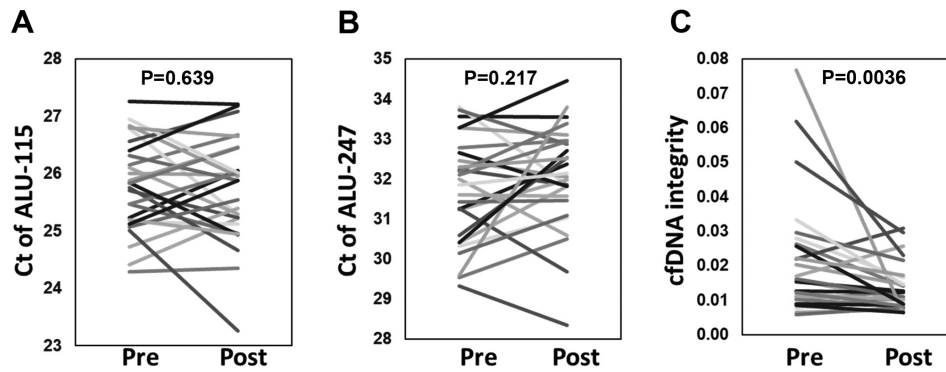 A
Ct of ALU-115
28
27
26
25
24
23
P=0.639
Pre Post
B
Ct of ALU-247
35
34
33
32
31
30
29
28
P=0.217
Pre Post
C
cfDNA integrity
0.08
0.07
0.06
0.05
0.04
0.03
0.02
0.01
0.00
P=0.0036
Pre Post